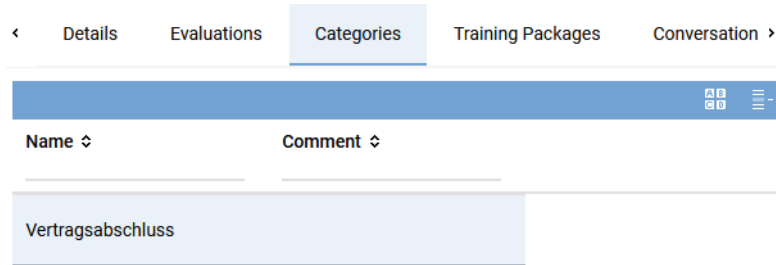 Details Evaluations Categories Training Packages Conversation
A B
C D
Name Comment
Vertragsabschluss